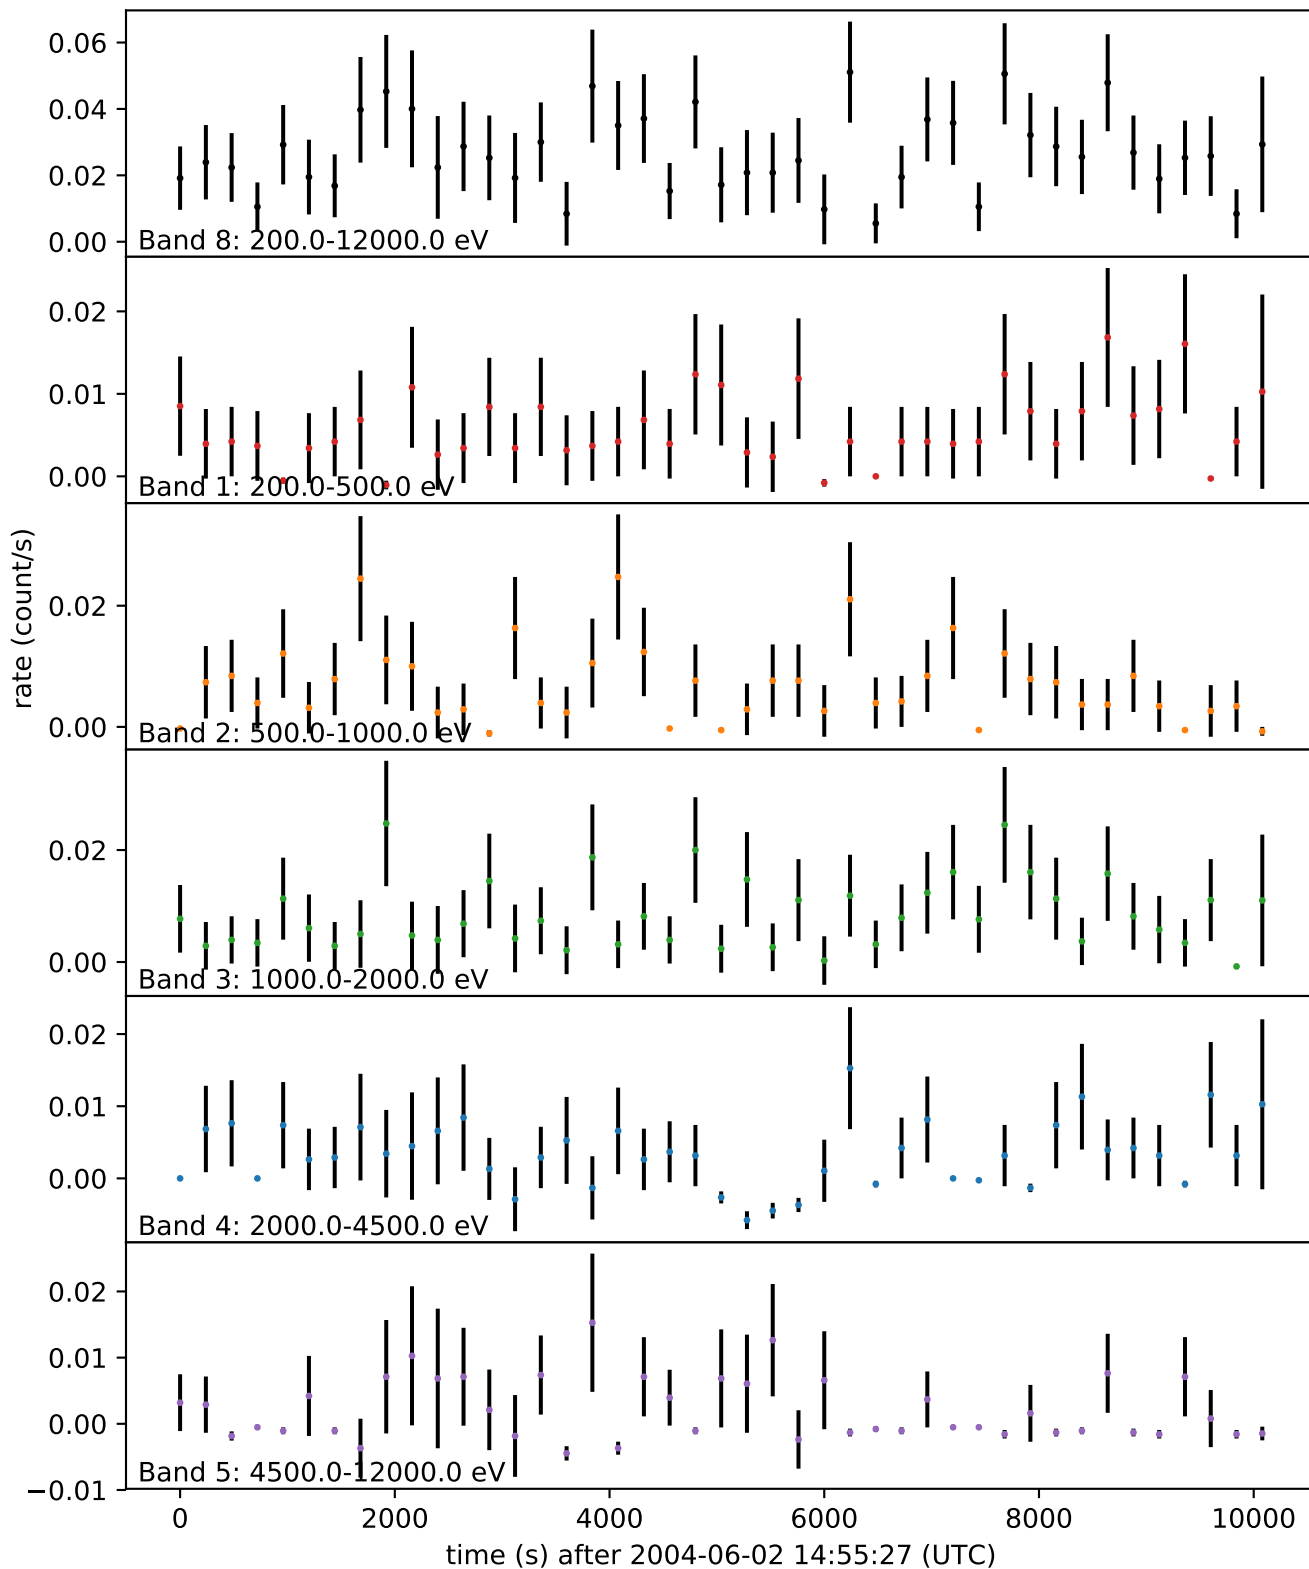 0.06
0.04
0.02
0.00
Band 8: 200.0-12000.0 eV
0.02
0.01
0.00
Band 1: 200.0-500.0 eV
rate (count/s)
0.02
0.00
Band 2: 500.0-1000.0 eV
0.02
0.00
Band 3: 1000.0-2000.0 eV
0.02
0.01
0.00
Band 4: 2000.0-4500.0 eV
0.02
0.01
0.00
Band 5: 4500.0-12000.0 eV
−0.01
0 2000 4000 6000 8000 10000
time (s) after 2004-06-02 14:55:27 (UTC)